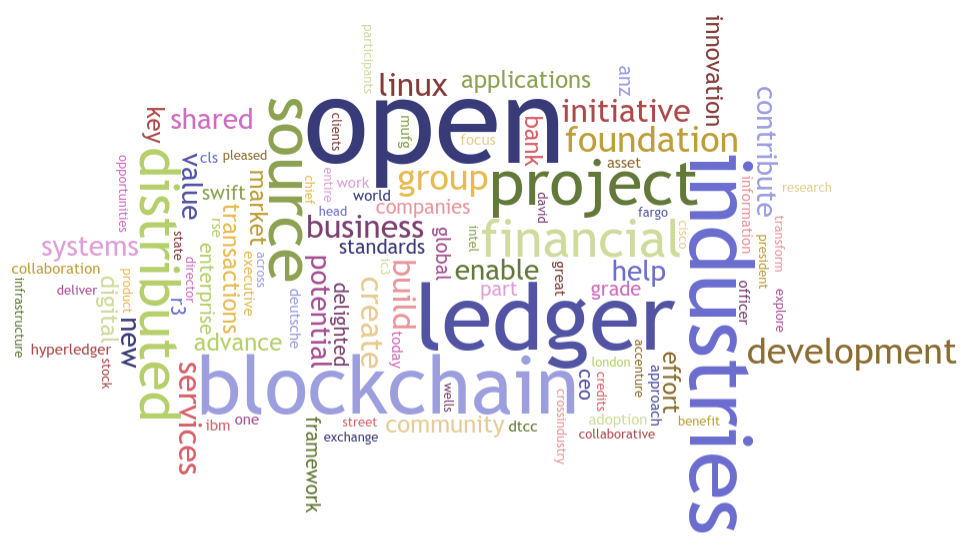 participants
linux
applications
anz
innovation
key
shared
source
open
clients
mufg
focus
bank
initiative
foundation
contribute
opportunities
distributed
value
cls
pleased
swift
market
chief
entire
work
world
group
project
asset
industries
information
research
systems
state
rse
transactions
executive
across
business
head
companies
standards
global
intel
david
financial
fargo
cisco
transform
president
collaboration
infrastructure
deliver
product
director
enterprise
digital
r3
deutsche
potential
delighted
ic3
create
build
enable
part
great
grade
help
officer
explore
hyperledger
stock
new
advance
today
ledger
development
services
blockchain
wells
london
ceo
credits
accenture
approach
effort
ibm
one
framework
street
exchange
community
dtcc
crossindustry
adoption
collaborative
benefit